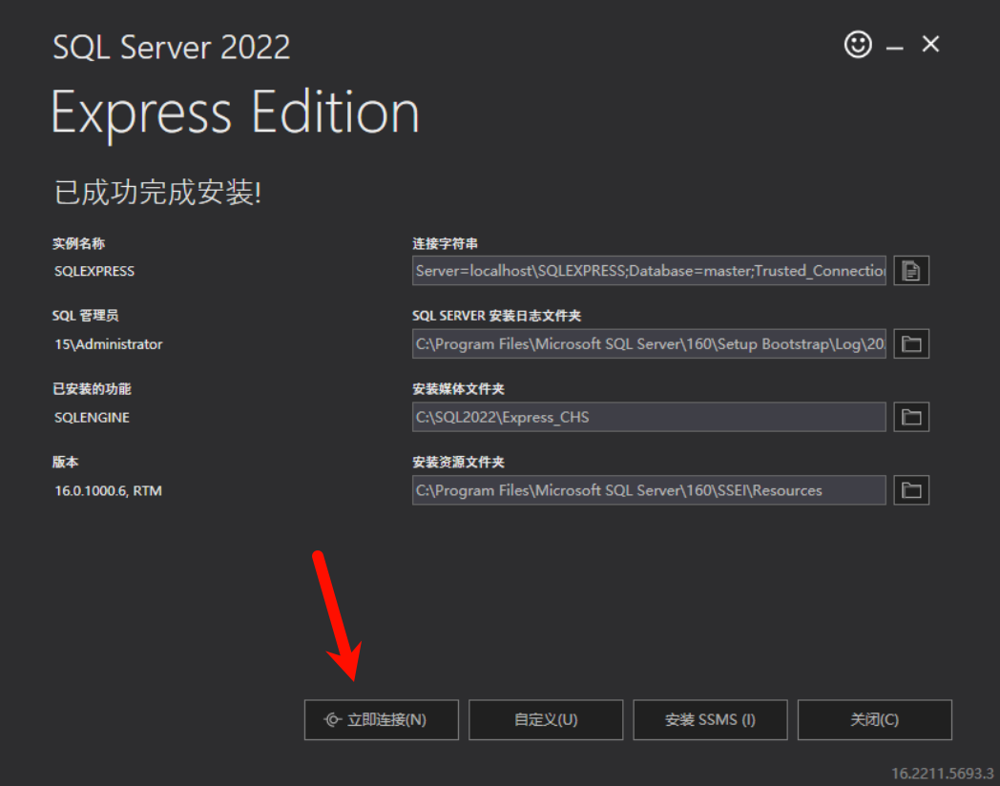 SQL Server 2022
Express Edition
已成功完成安装!
实例名称
SQLEXPRESS
连接字符串
Server=localhost\SQLEXPRESS;Database=master;Trusted_Connectio
SQL 管理员
15\Administrator
SQL SERVER 安装日志文件夹
C:\Program Files\Microsoft SQL Server\160\Setup Bootstrap\Log\20
已安装的功能
SQLENGINE
安装媒体文件夹
C:\SQL2022\Express_CHS
版本
16.0.1000.6, RTM
安装资源文件夹
C:\Program Files\Microsoft SQL Server\160\SSEI\Resources
立即连接(N)
自定义(U)
安装 SSMS (I)
关闭(C)
16.2211.5693.3